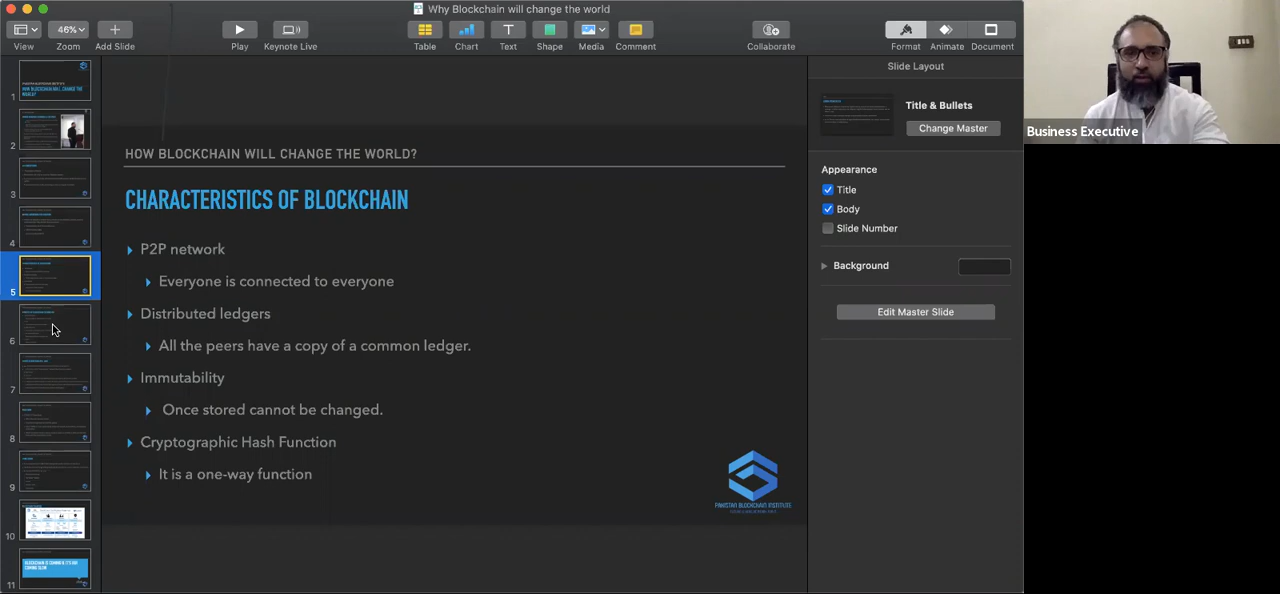 Why Blockchain will change the world
46%
View
Zoom
Add Slide
Play
Keynote Live
Table
Chart
Text
Shape
Media
Comment
Collaborate
Format
Animate
Document
Slide Layout
Title & Bullets
Change Master
Appearance
Title
Body
Slide Number
Background
Edit Master Slide
1
2
3
4
5
6
7
8
9
10
11
HOW BLOCKCHAIN WILL CHANGE THE WORLD?
CHARACTERISTICS OF BLOCKCHAIN
P2P network
Everyone is connected to everyone
Distributed ledgers
All the peers have a copy of a common ledger.
Immutability
Once stored cannot be changed.
Cryptographic Hash Function
It is a one-way function
PAKISTAN BLOCKCHAIN INSTITUTE
Business Executive